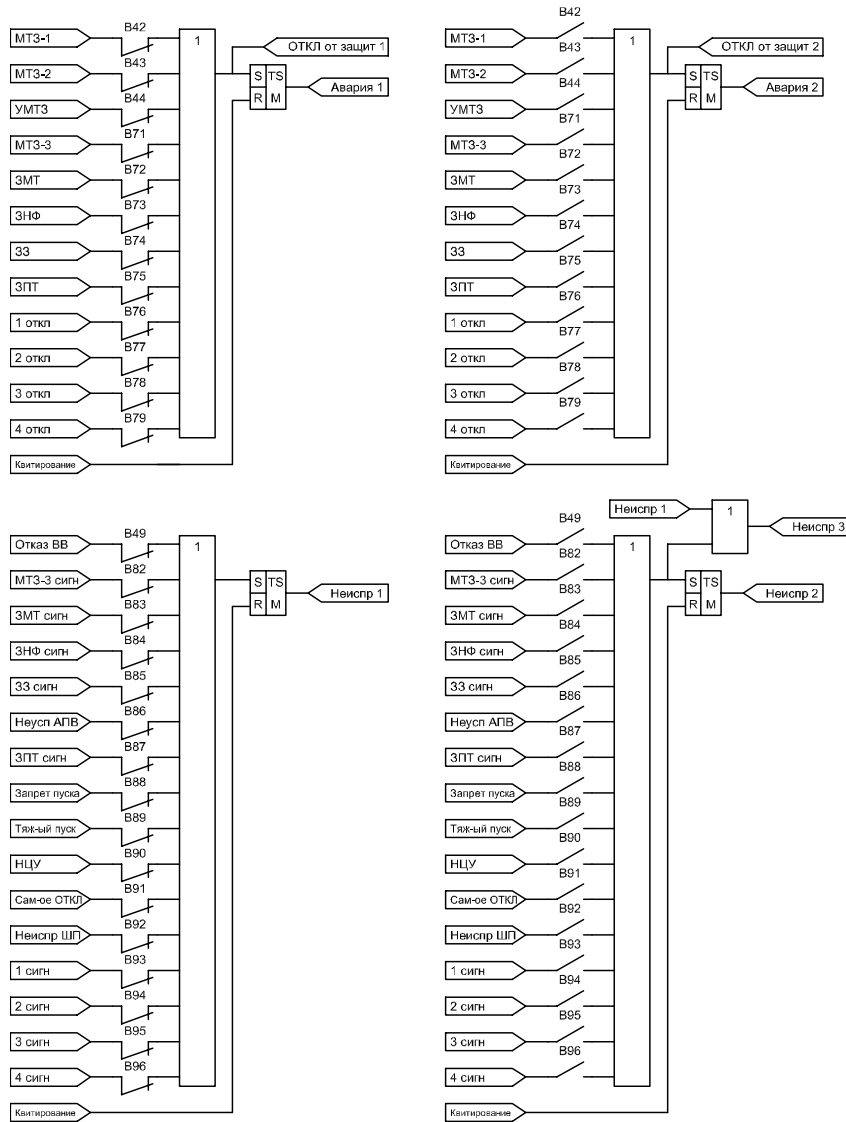 B42
МТЗ-1
1
ОТКЛ от защит 1
B43
МТЗ-2
S TS
R M
Авария 1
B44
УМТЗ
B71
МТЗ-3
B72
ЗМТ
B73
ЗНФ
B74
ЗЗ
B75
ЗПТ
B76
1 откл
B77
2 откл
B78
3 откл
B79
4 откл
Квитирование
B42
МТЗ-1
1
ОТКЛ от защит 2
B43
МТЗ-2
S TS
R M
Авария 2
B44
УМТЗ
B71
МТЗ-3
B72
ЗМТ
B73
ЗНФ
B74
ЗЗ
B75
ЗПТ
B76
1 откл
B77
2 откл
B78
3 откл
B79
4 откл
Квитирование
B49
Отказ ВВ
1
B82
МТЗ-3 сигн
S TS
R M
Неиспр 1
B83
ЗМТ сигн
B84
ЗНФ сигн
B85
ЗЗ сигн
B86
Неусп АПВ
B87
ЗПТ сигн
B88
Запрет пуска
B89
Тяж-ый пуск
B90
НЦУ
B91
Сам-ое ОТКЛ
B92
Неиспр ШП
B93
1 сигн
B94
2 сигн
B95
3 сигн
B96
4 сигн
Квитирование
Неиспр 1
1
Неиспр 3
B49
Отказ ВВ
1
B82
МТЗ-3 сигн
S TS
R M
Неиспр 2
B83
ЗМТ сигн
B84
ЗНФ сигн
B85
ЗЗ сигн
B86
Неусп АПВ
B87
ЗПТ сигн
B88
Запрет пуска
B89
Тяж-ый пуск
B90
НЦУ
B91
Сам-ое ОТКЛ
B92
Неиспр ШП
B93
1 сигн
B94
2 сигн
B95
3 сигн
B96
4 сигн
Квитирование